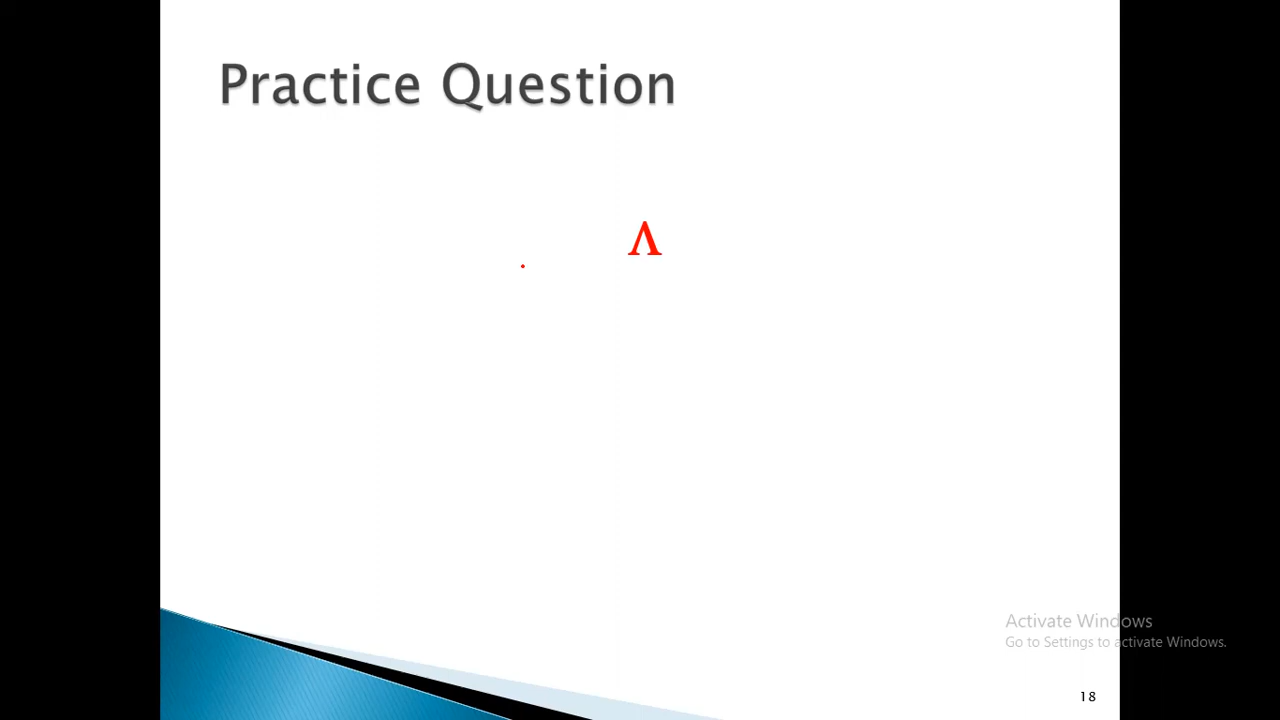 Practice Question
Λ
Activate Windows
Go to Settings to activate Windows.
18